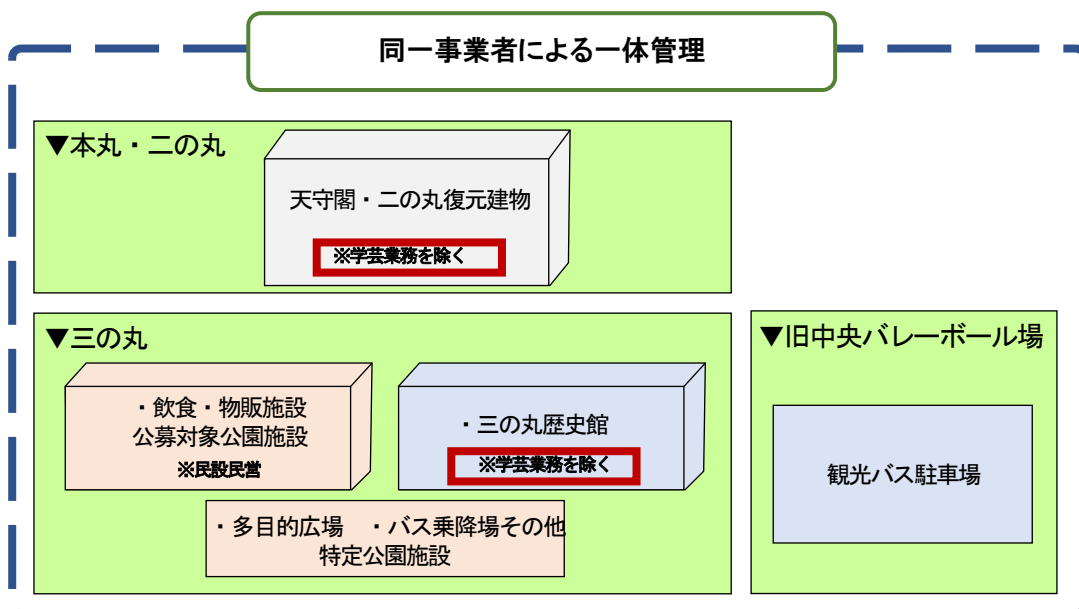 同一事業者による一体管理
▼本丸・二の丸
天守閣・二の丸復元建物
※学芸業務を除く
▼三の丸
・飲食・物販施設
公募対象公園施設
※民設民営
・三の丸歴史館
※学芸業務を除く
・多目的広場　・バス乗降場その他
特定公園施設
▼旧中央バレーボール場
観光バス駐車場